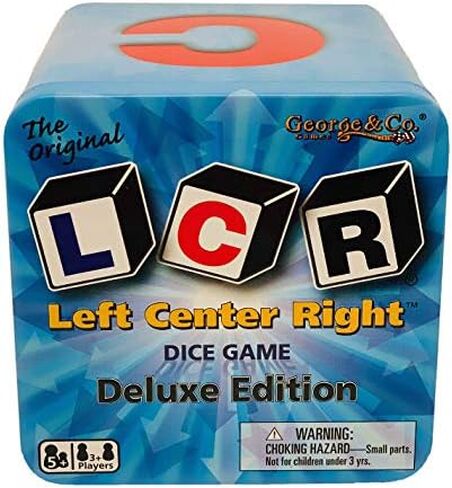 C
The
Original
George & Co.®
Games
L C R
®
Left Center Right™
DICE GAME
Deluxe Edition
5+
3+
Players
WARNING:
CHOKING HAZARD—Small parts.
Not for children under 3 yrs.